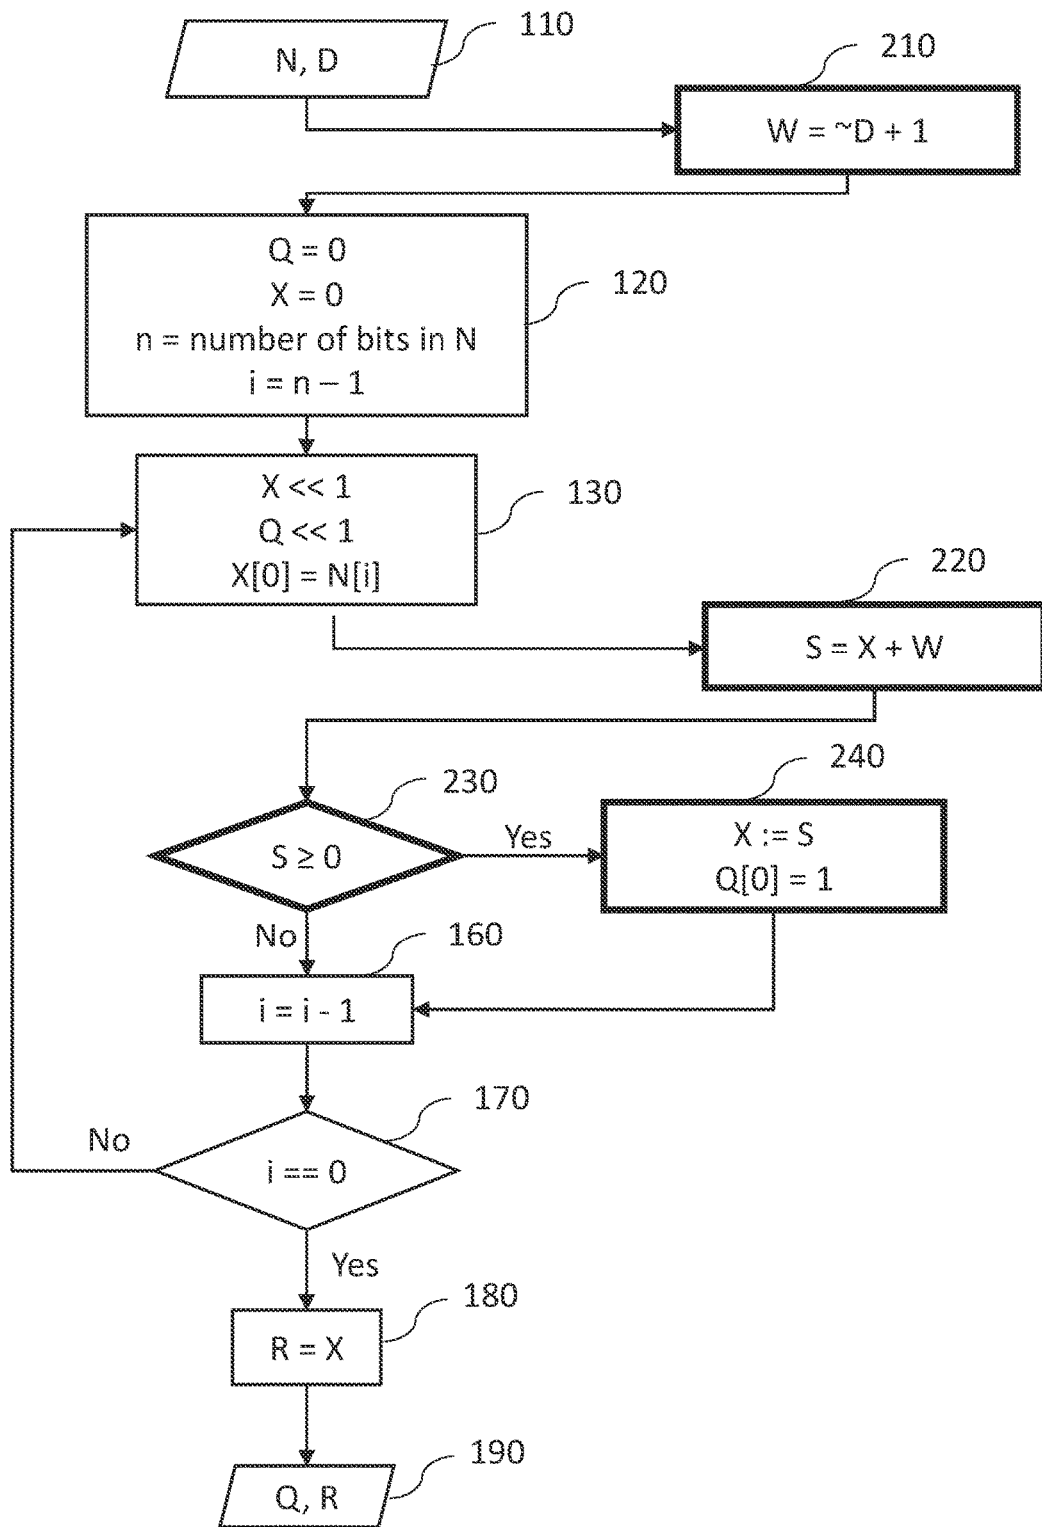 110
N, D
210
W = ~D + 1
Q = 0
X = 0
n = number of bits in N
i = n – 1
120
X << 1
Q << 1
X[0] = N[i]
130
220
S = X + W
230
S ≥ 0
Yes
240
X := S
Q[0] = 1
No
160
i = i - 1
170
No
i == 0
Yes
180
R = X
190
Q, R